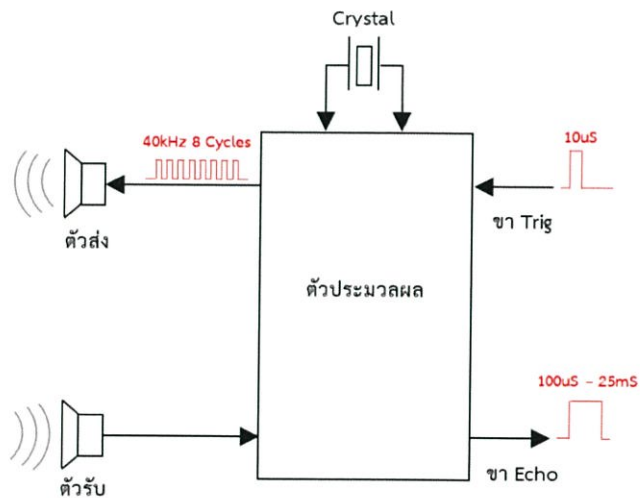 Crystal
40kHz 8 Cycles
10uS
ตัวส่ง
ขา Trig
ตัวประมวลผล
100uS - 25mS
ตัวรับ
ขา Echo